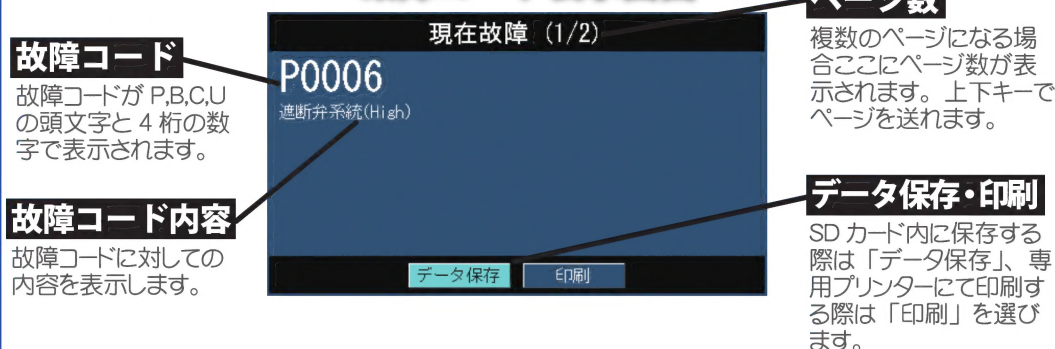 故障コード
故障コードが P,B,C,U
の頭文字と 4 桁の数
字で表示されます。
故障コード内容
故障コードに対しての
内容を表示します。
現在故障 (1/2)
P0006
遮断弁系統(High)
データ保存
印刷
ページ数
複数のページになる場
合ここにページ数が表
示されます。上下キーで
ページを送れます。
データ保存・印刷
SD カード内に保存する
際は「データ保存」、専
用プリンターにて印刷す
る際は「印刷」を選び
ます。